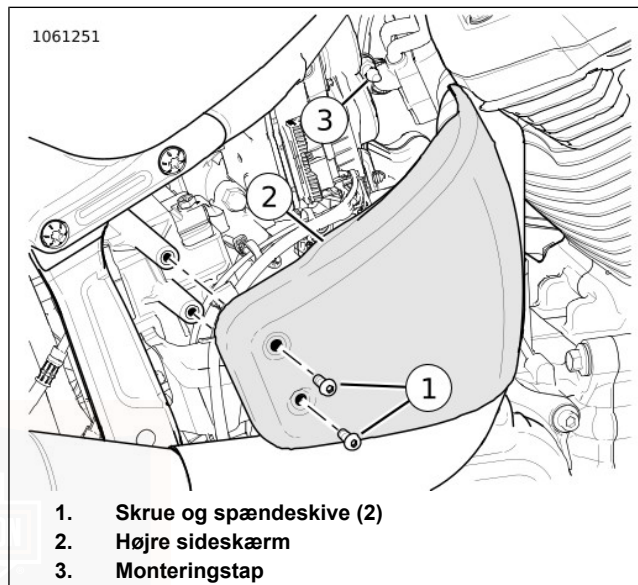 1061251
3
2
1
1. Skrue og spændeskive (2)
2. Højre sideskærm
3. Monteringstap